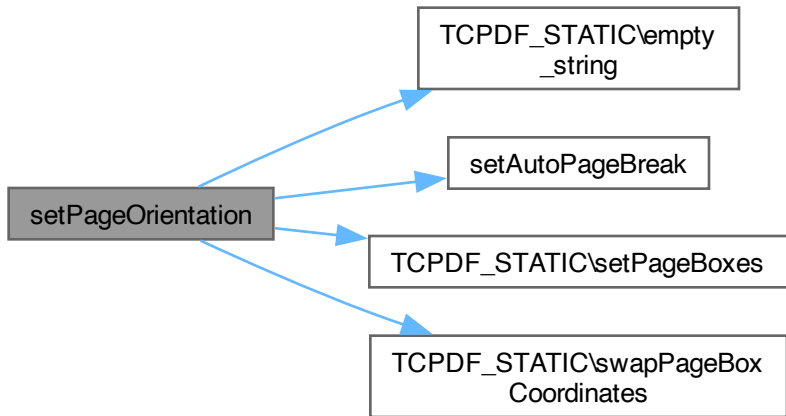 TCPDF_STATIC\empty
_string
setAutoPageBreak
setPageOrientation
TCPDF_STATIC\setPageBoxes
TCPDF_STATIC\swapPageBox
Coordinates